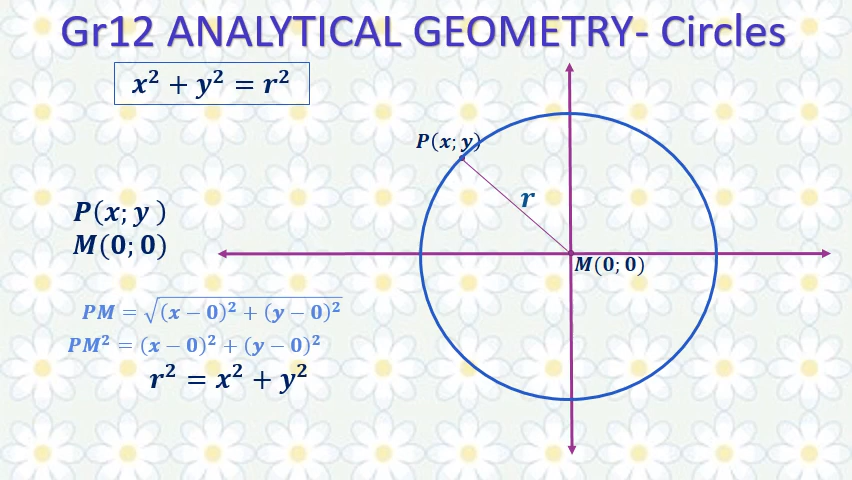 Gr12 ANALYTICAL GEOMETRY- Circles
x² + y² = r²
P(x; y)
r
P(x; y )
M(0; 0)
M(0; 0)
PM = √(x − 0)² + (y − 0)²
PM² = (x − 0)² + (y − 0)²
r² = x² + y²